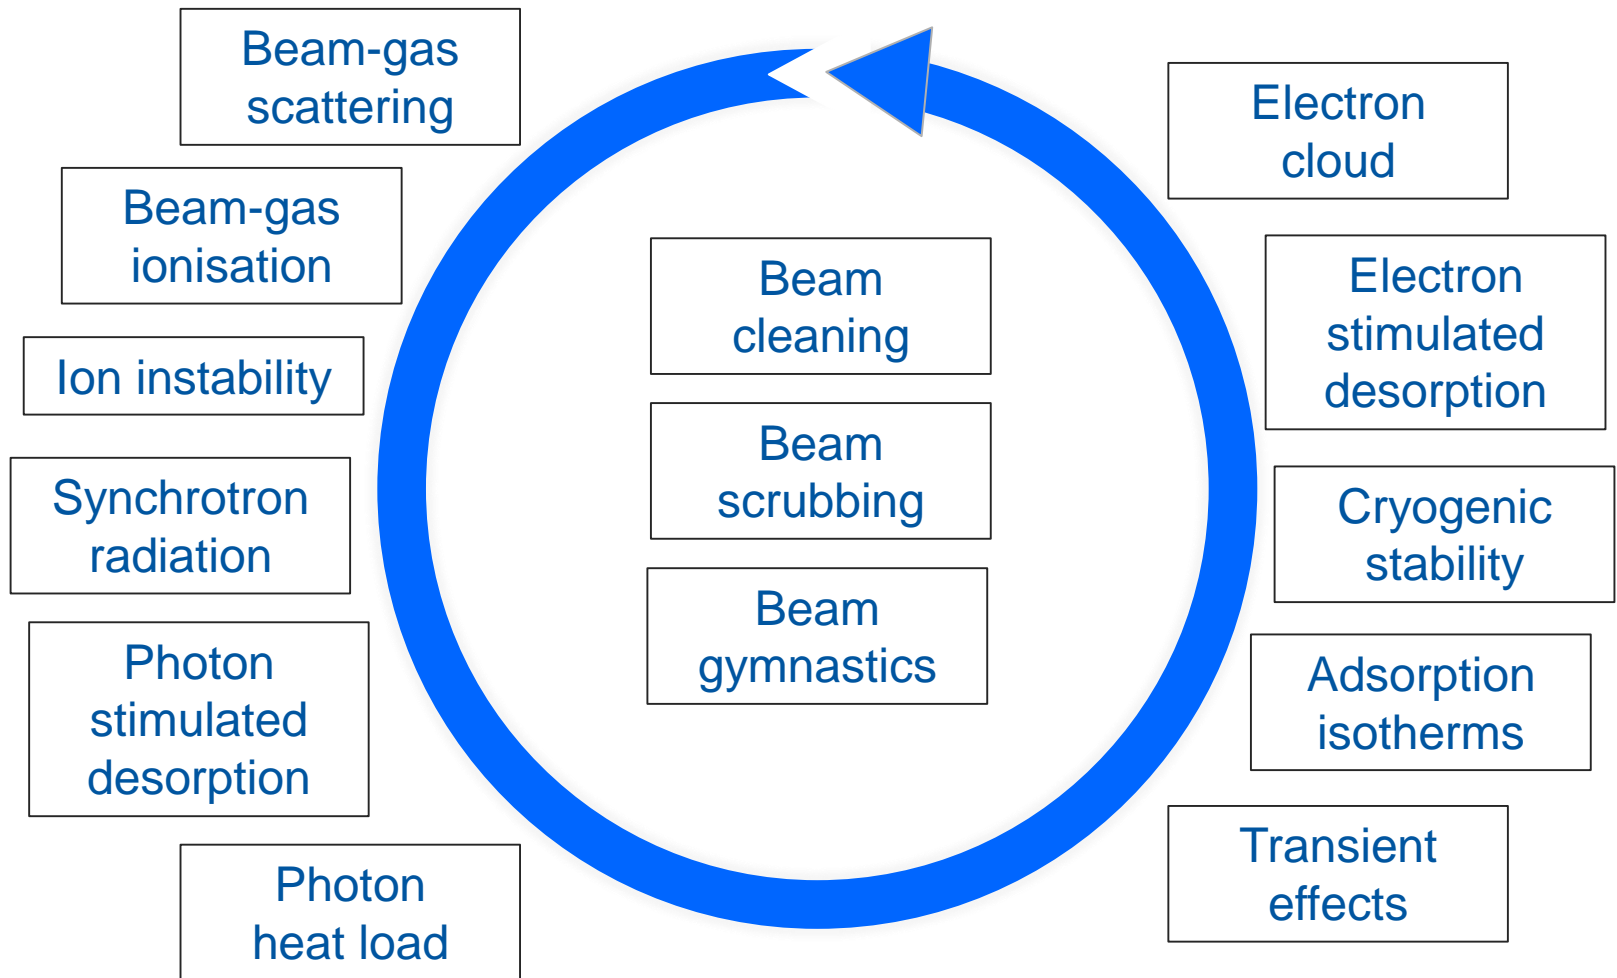 Beam-gas
scattering
Beam-gas
ionisation
Ion instability
Synchrotron
radiation
Photon
stimulated
desorption
Photon
heat load
Beam
cleaning
Beam
scrubbing
Beam
gymnastics
Electron
cloud
Electron
stimulated
desorption
Cryogenic
stability
Adsorption
isotherms
Transient
effects